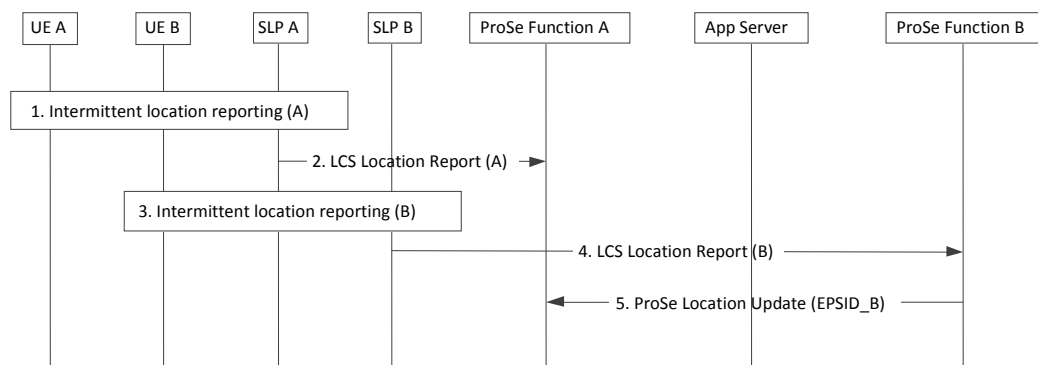 UE A
UE B
SLP A
SLP B
ProSe Function A
App Server
ProSe Function B
1. Intermittent location reporting (A)
2. LCS Location Report (A)
3. Intermittent location reporting (B)
4. LCS Location Report (B)
5. ProSe Location Update (EPSID_B)